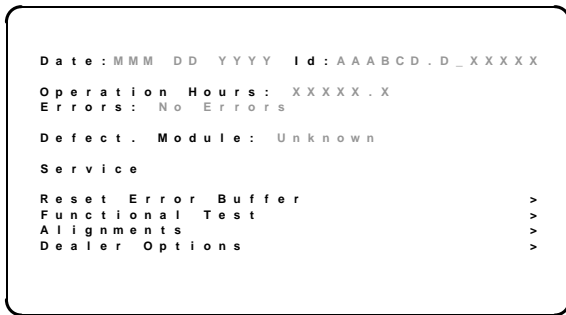 Date:MMM DD YYYY Id:AAABCD.D_XXXXX
Operation Hours: XXXXX.X
Errors: No Errors
Defect. Module: Unknown
Service
Reset Error Buffer >
Functional Test >
Alignments >
Dealer Options >